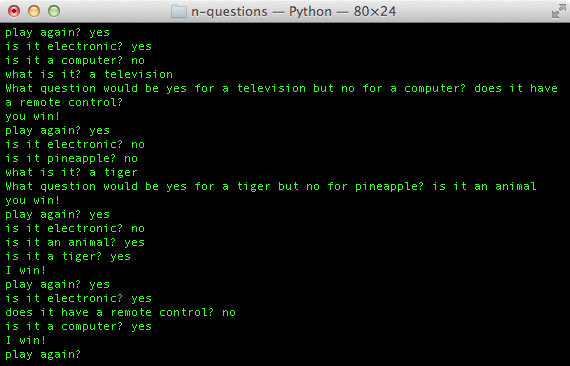 n-questions — Python — 80×24
play again? yes
is it electronic? yes
is it a computer? no
what is it? a television
What question would be yes for a television but no for a computer? does it have
a remote control?
you win!
play again? yes
is it electronic? no
is it pineapple? no
what is it? a tiger
What question would be yes for a tiger but no for pineapple? is it an animal
you win!
play again? yes
is it electronic? no
is it an animal? yes
is it a tiger? yes
I win!
play again? yes
is it electronic? yes
does it have a remote control? no
is it a computer? yes
I win!
play again?